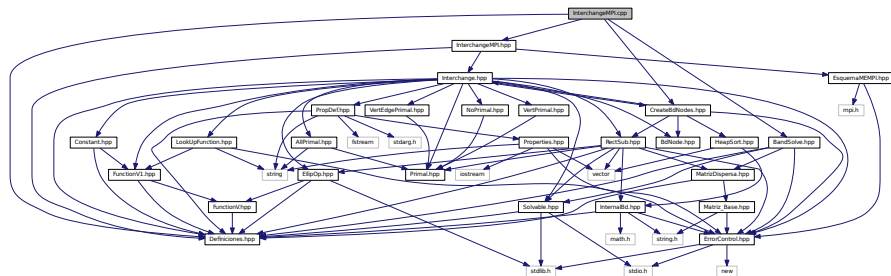 InterchangeMPI.cpp
InterchangeMPI.hpp
Interchange.hpp
EsquemaMEMPI.hpp
PropDef.hpp
VertEdgePrimal.hpp
NoPrimal.hpp
VertPrimal.hpp
CreateBdNodes.hpp
mpi.h
Constant.hpp
LookUpFunction.hpp
AllPrimal.hpp
fstream
stdarg.h
Properties.hpp
RectSub.hpp
BdNode.hpp
HeapSort.hpp
BandSolve.hpp
FunctionV1.hpp
string
EllipOp.hpp
Primal.hpp
iostream
vector
MatrizDispersa.hpp
FunctionV.hpp
Solvable.hpp
InternalBd.hpp
Matriz_Base.hpp
Definiciones.hpp
math.h
string.h
ErrorControl.hpp
stdlib.h
stdio.h
new